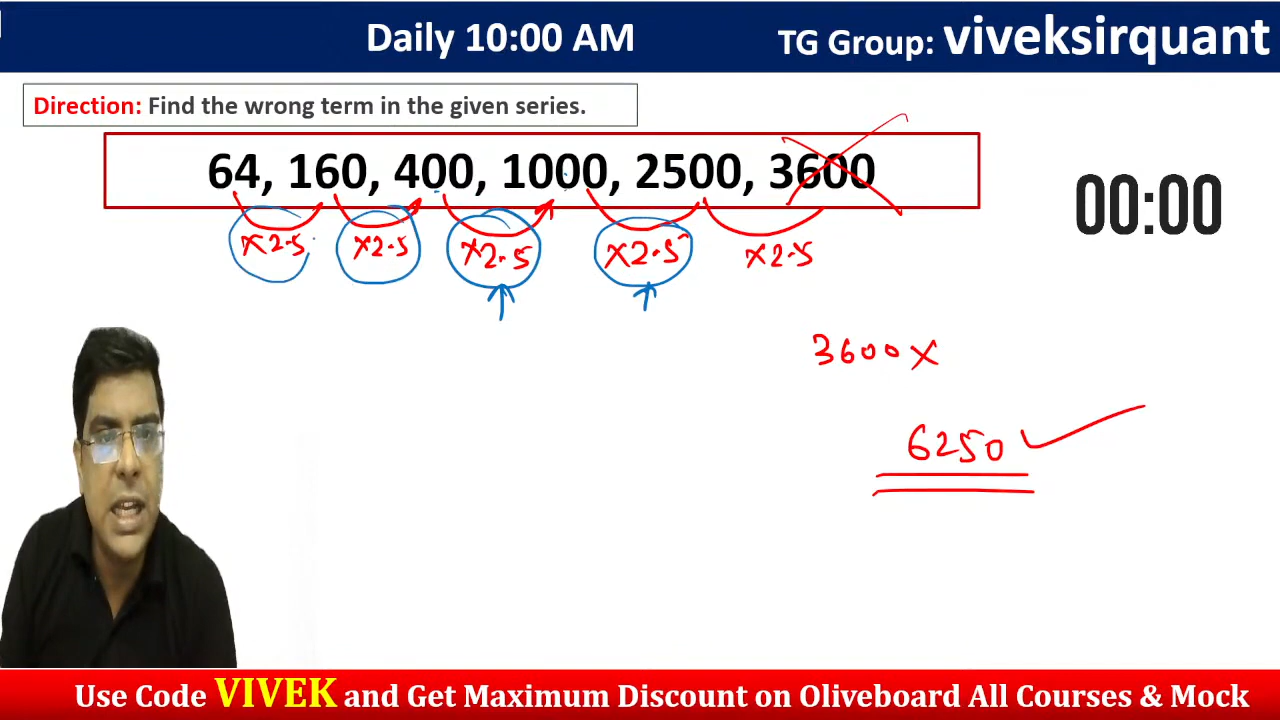 Daily 10:00 AM
TG Group: viveksirquant
Direction: Find the wrong term in the given series.
64, 160, 400, 1000, 2500, 3600
00:00
×2.5 ×2.5 ×2.5 ×2.5 ×2.5
3600 ×
6250 ✓
Use Code VIVEK and Get Maximum Discount on Oliveboard All Courses & Mock